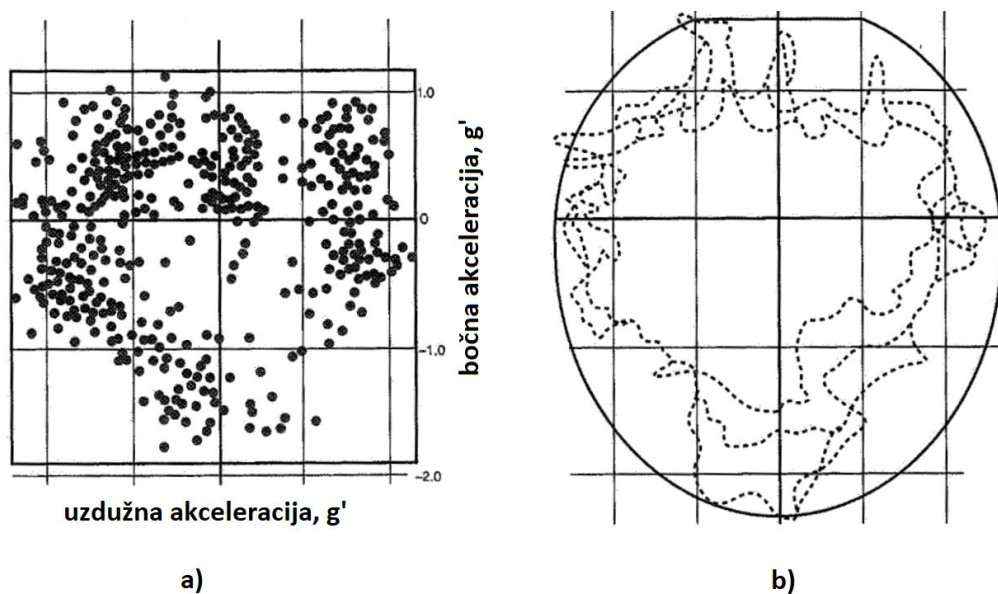 1.0
0
-1.0
-2.0
bočna akceleracija, g'
uzdužna akceleracija, g'
a)
b)